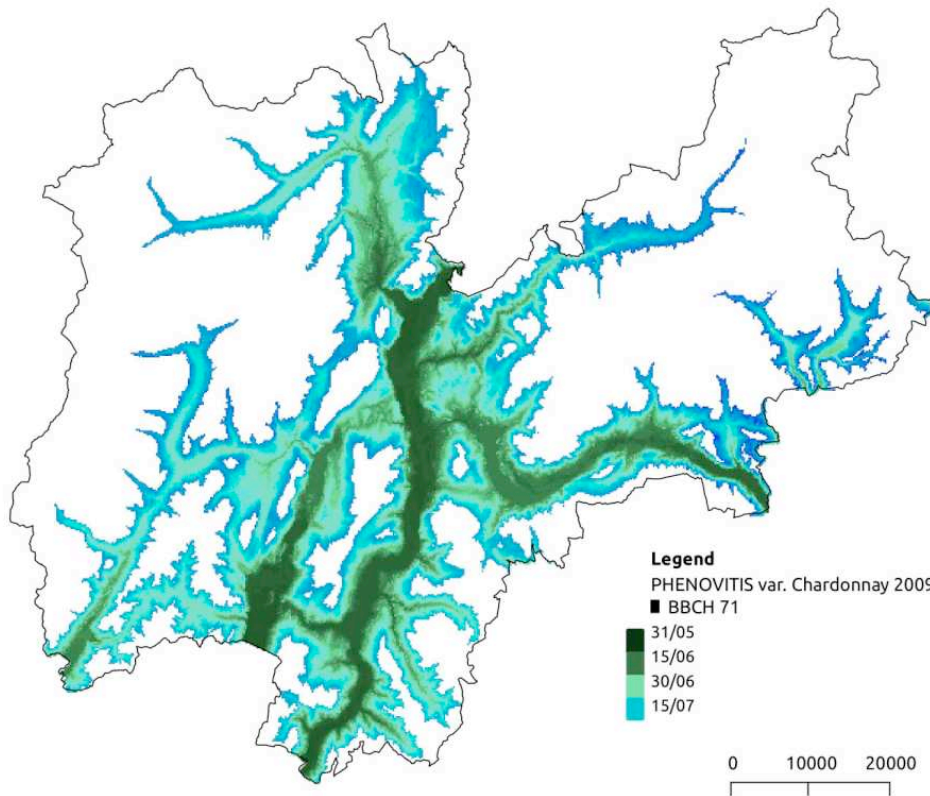 Legend
PHENOVITIS var. Chardonnay 2009
BBCH 71
31/05
15/06
30/06
15/07
0 10000 20000